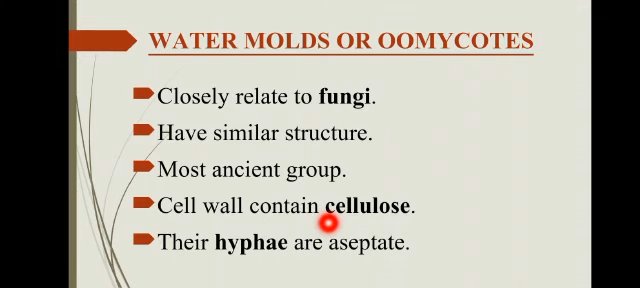 WATER MOLDS OR OOMYCOTES
Closely relate to fungi.
Have similar structure.
Most ancient group.
Cell wall contain cellulose.
Their hyphae are aseptate.